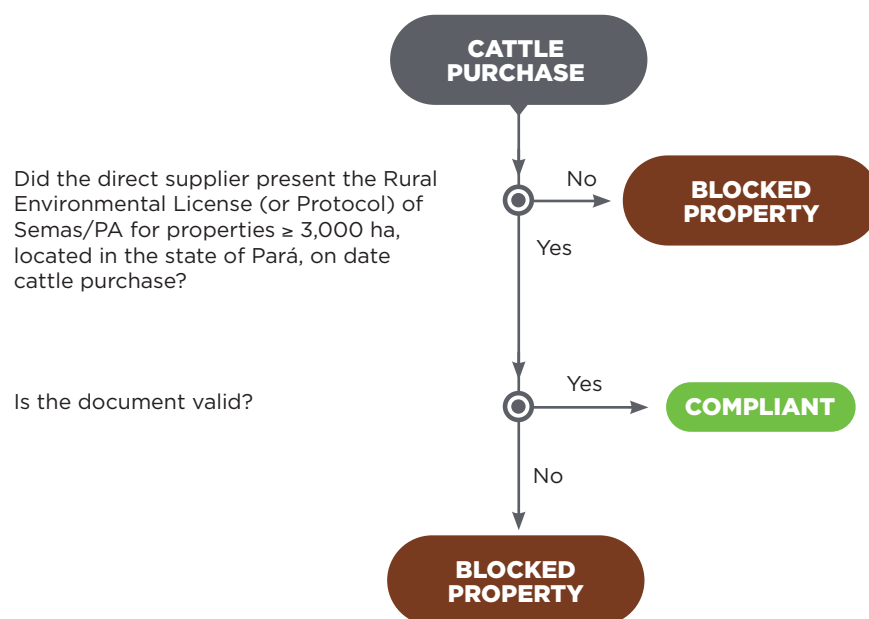 CATTLE
PURCHASE
Did the direct supplier present the Rural
Environmental License (or Protocol) of
Semas/PA for properties ≥ 3,000 ha,
located in the state of Pará, on date
cattle purchase?
No
BLOCKED
PROPERTY
Yes
Is the document valid?
Yes
COMPLIANT
No
BLOCKED
PROPERTY